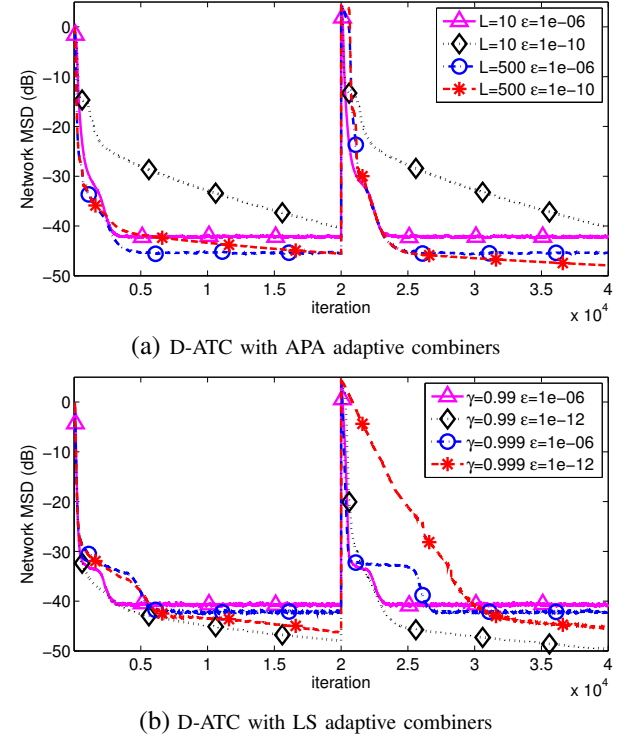 0
−10
−20
−30
−40
−50
Network MSD (dB)
L=10 ε=1e−06
L=10 ε=1e−10
L=500 ε=1e−06
L=500 ε=1e−10
0.5 1 1.5 2 2.5 3 3.5 4
iteration
x 10^4
(a) D-ATC with APA adaptive combiners
0
−10
−20
−30
−40
−50
Network MSD (dB)
γ=0.99 ε=1e−06
γ=0.99 ε=1e−12
γ=0.999 ε=1e−06
γ=0.999 ε=1e−12
0.5 1 1.5 2 2.5 3 3.5 4
iteration
x 10^4
(b) D-ATC with LS adaptive combiners